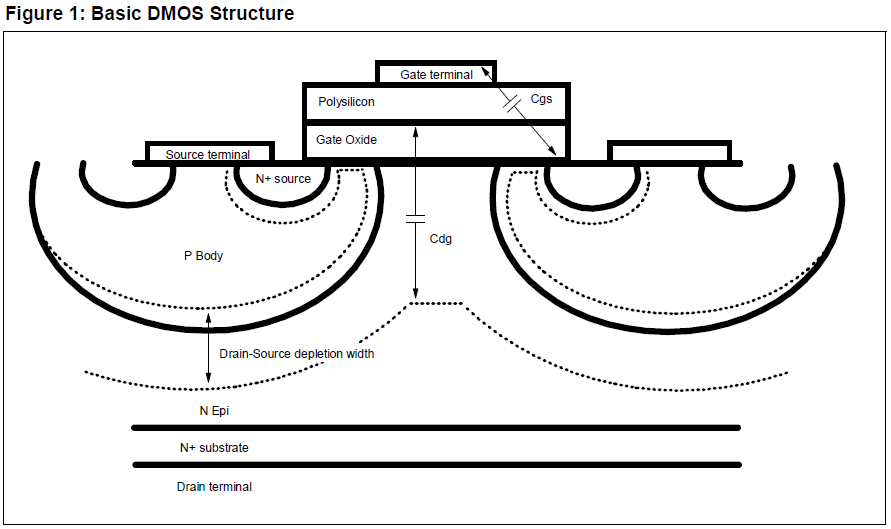 Figure 1: Basic DMOS Structure
Gate terminal
Polysilicon
Cgs
Gate Oxide
Source terminal
N+ source
Cdg
P Body
Drain-Source depletion width
N Epi
N+ substrate
Drain terminal